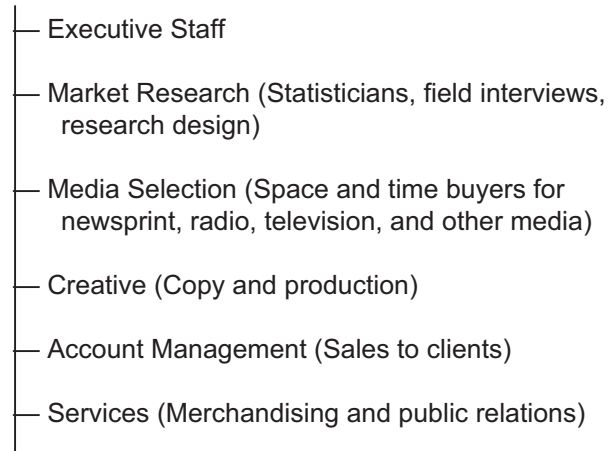 Executive Staff
Market Research (Statisticians, field interviews,
research design)
Media Selection (Space and time buyers for
newsprint, radio, television, and other media)
Creative (Copy and production)
Account Management (Sales to clients)
Services (Merchandising and public relations)